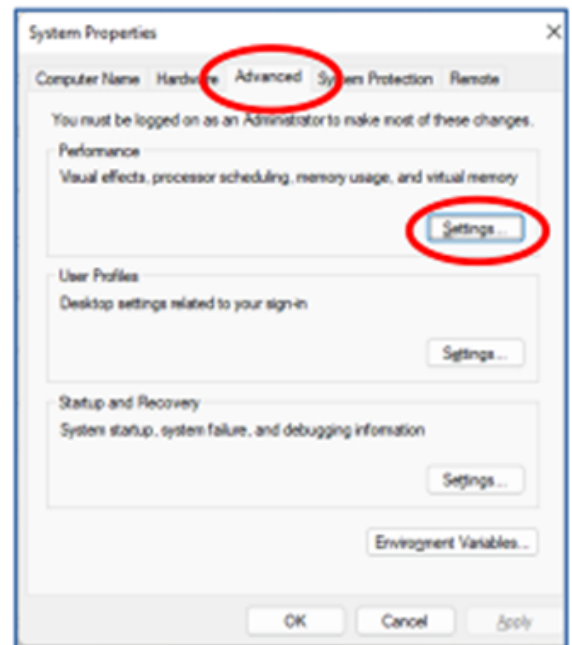 System Properties
Computer Name Hardware Advanced System Protection Remote
You must be logged on as an Administrator to make most of these changes.
Performance
Visual effects, processor scheduling, memory usage, and virtual memory
Settings...
User Profiles
Desktop settings related to your sign-in
Settings...
Startup and Recovery
System startup, system failure, and debugging information
Settings...
Environment Variables...
OK Cancel Apply